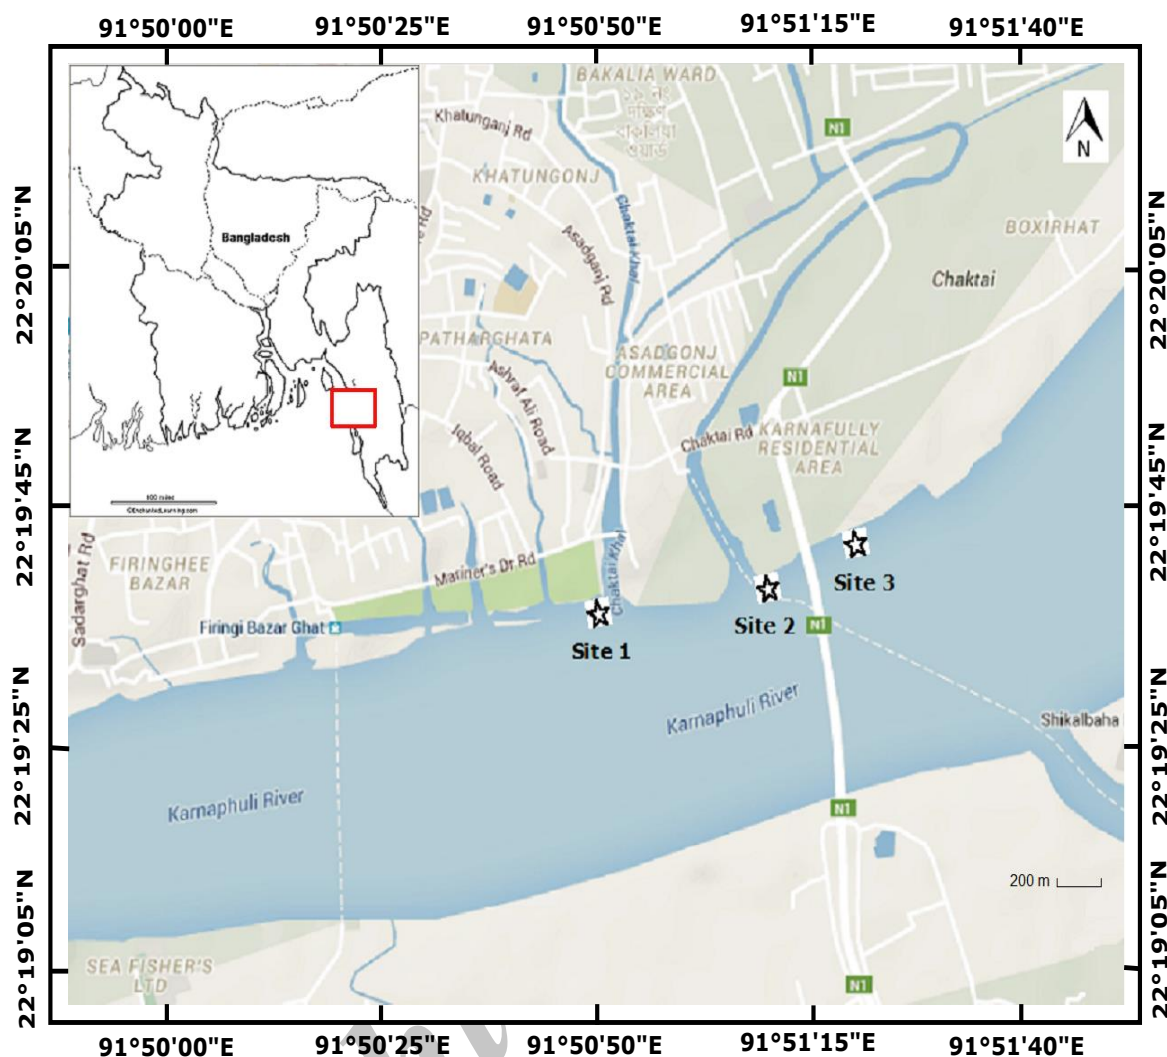 91°50'00"E
91°50'25"E
91°50'50"E
91°51'15"E
91°51'40"E
22°20'05"N
22°19'45"N
22°19'25"N
22°19'05"N
22°20'05"N
22°19'45"N
22°19'25"N
22°19'05"N
Bangladesh
100 miles
©EnchantedLearning.com
BAKALIA WARD
N1
N
Khatunganj Rd
KHATUNGONJ
Chaktai Khal
Asadganj Rd
BOXIRHAT
Chaktai
PATHARGHATA
ASADGONJ
COMMERCIAL
AREA
N1
Ashraf Ali Road
Iqbal Road
Chaktai Rd
KARNAFULLY
RESIDENTIAL
AREA
Sadarghat Rd
FIRINGHEE
BAZAR
Mariner's Dr Rd
Chaktai Khal
Firingi Bazar Ghat
Site 1
Site 2
Site 3
N1
Karnaphuli River
Shikalbaha
Karnaphuli River
N1
200 m
SEA FISHER'S
LTD
N1
91°50'00"E
91°50'25"E
91°50'50"E
91°51'15"E
91°51'40"E